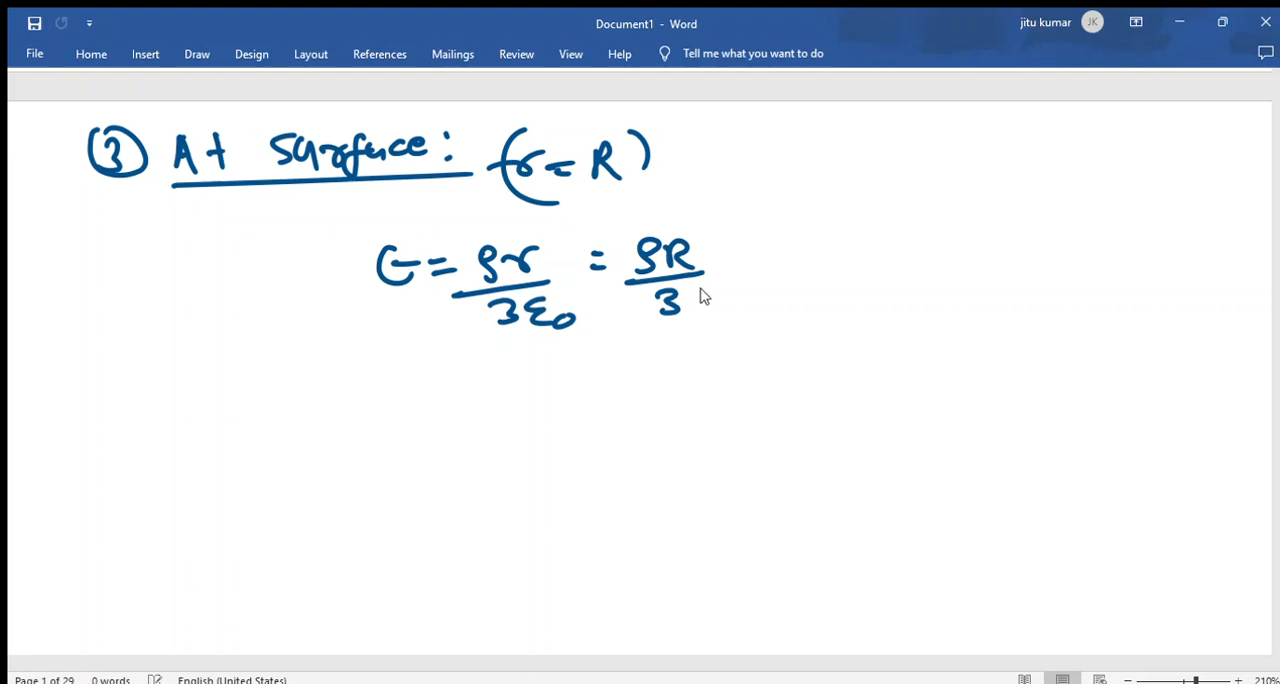 Document1 - Word
jitu kumar JK
File Home Insert Draw Design Layout References Mailings Review View Help Tell me what you want to do
③ At surface: (r = R)
E = ρr / 3ε₀ = ρR / 3
Page 1 of 29 0 words English (United States) 210%